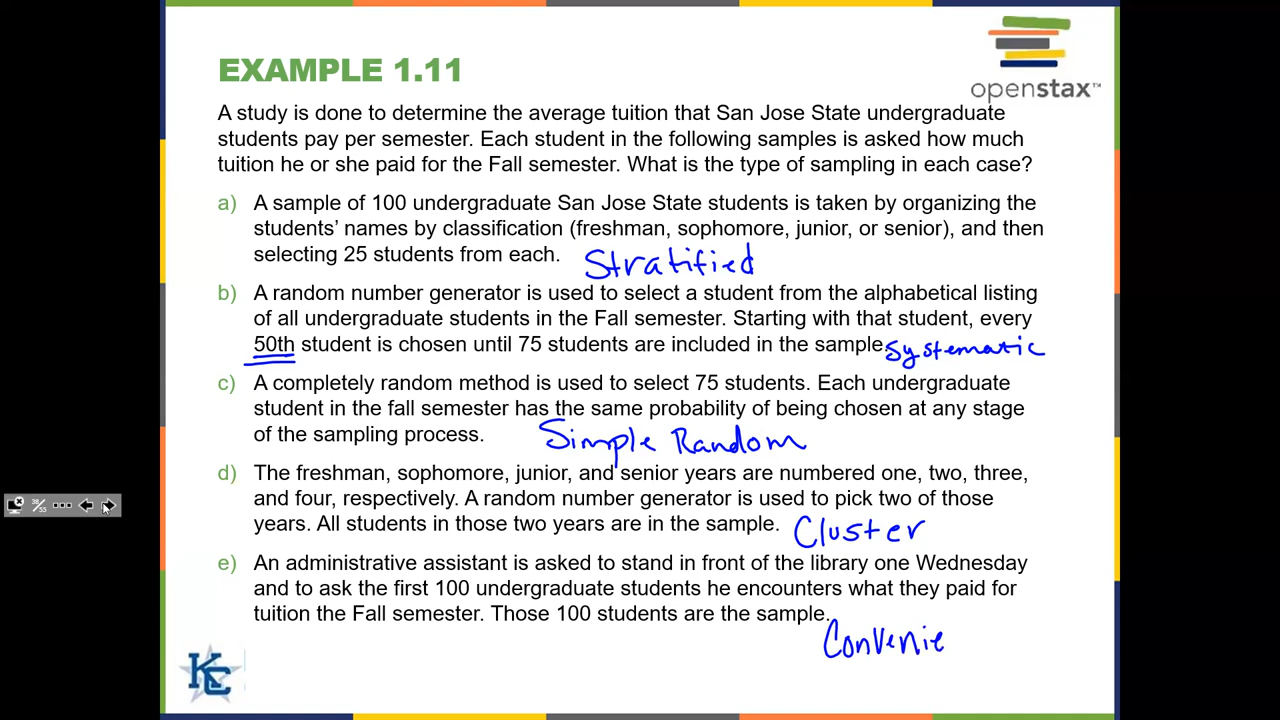 EXAMPLE 1.11
openstax™
A study is done to determine the average tuition that San Jose State undergraduate
students pay per semester. Each student in the following samples is asked how much
tuition he or she paid for the Fall semester. What is the type of sampling in each case?
a) A sample of 100 undergraduate San Jose State students is taken by organizing the
students' names by classification (freshman, sophomore, junior, or senior), and then
selecting 25 students from each. Stratified
b) A random number generator is used to select a student from the alphabetical listing
of all undergraduate students in the Fall semester. Starting with that student, every
50th student is chosen until 75 students are included in the sample Systematic
c) A completely random method is used to select 75 students. Each undergraduate
student in the fall semester has the same probability of being chosen at any stage
of the sampling process. Simple Random
d) The freshman, sophomore, junior, and senior years are numbered one, two, three,
and four, respectively. A random number generator is used to pick two of those
years. All students in those two years are in the sample. Cluster
38/55
e) An administrative assistant is asked to stand in front of the library one Wednesday
and to ask the first 100 undergraduate students he encounters what they paid for
tuition the Fall semester. Those 100 students are the sample.
Convenie
KC